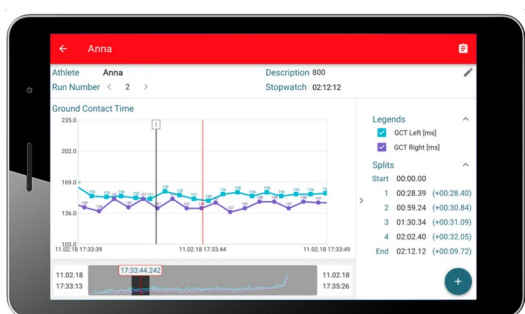 Anna
Athlete Anna Description 800
Run Number < 2 > Stopwatch 02:12:12
Ground Contact Time
235.0
1
202.0
169.0
136.0
103.0
11.02.18 17:33:39 11.02.18 17:33:44 11.02.18 17:33:49
Legends
GCT Left [ms]
GCT Right [ms]
Splits
Start 00:00.00
1 00:28.39 (+00:28.40)
2 00:59.24 (+00:30.84)
3 01:30.34 (+00:31.09)
4 02:02.40 (+00:32.05)
End 02:12.12 (+00:09.72)
17:33:44.242
11.02.18
17:33:13
11.02.18
17:35:26
+